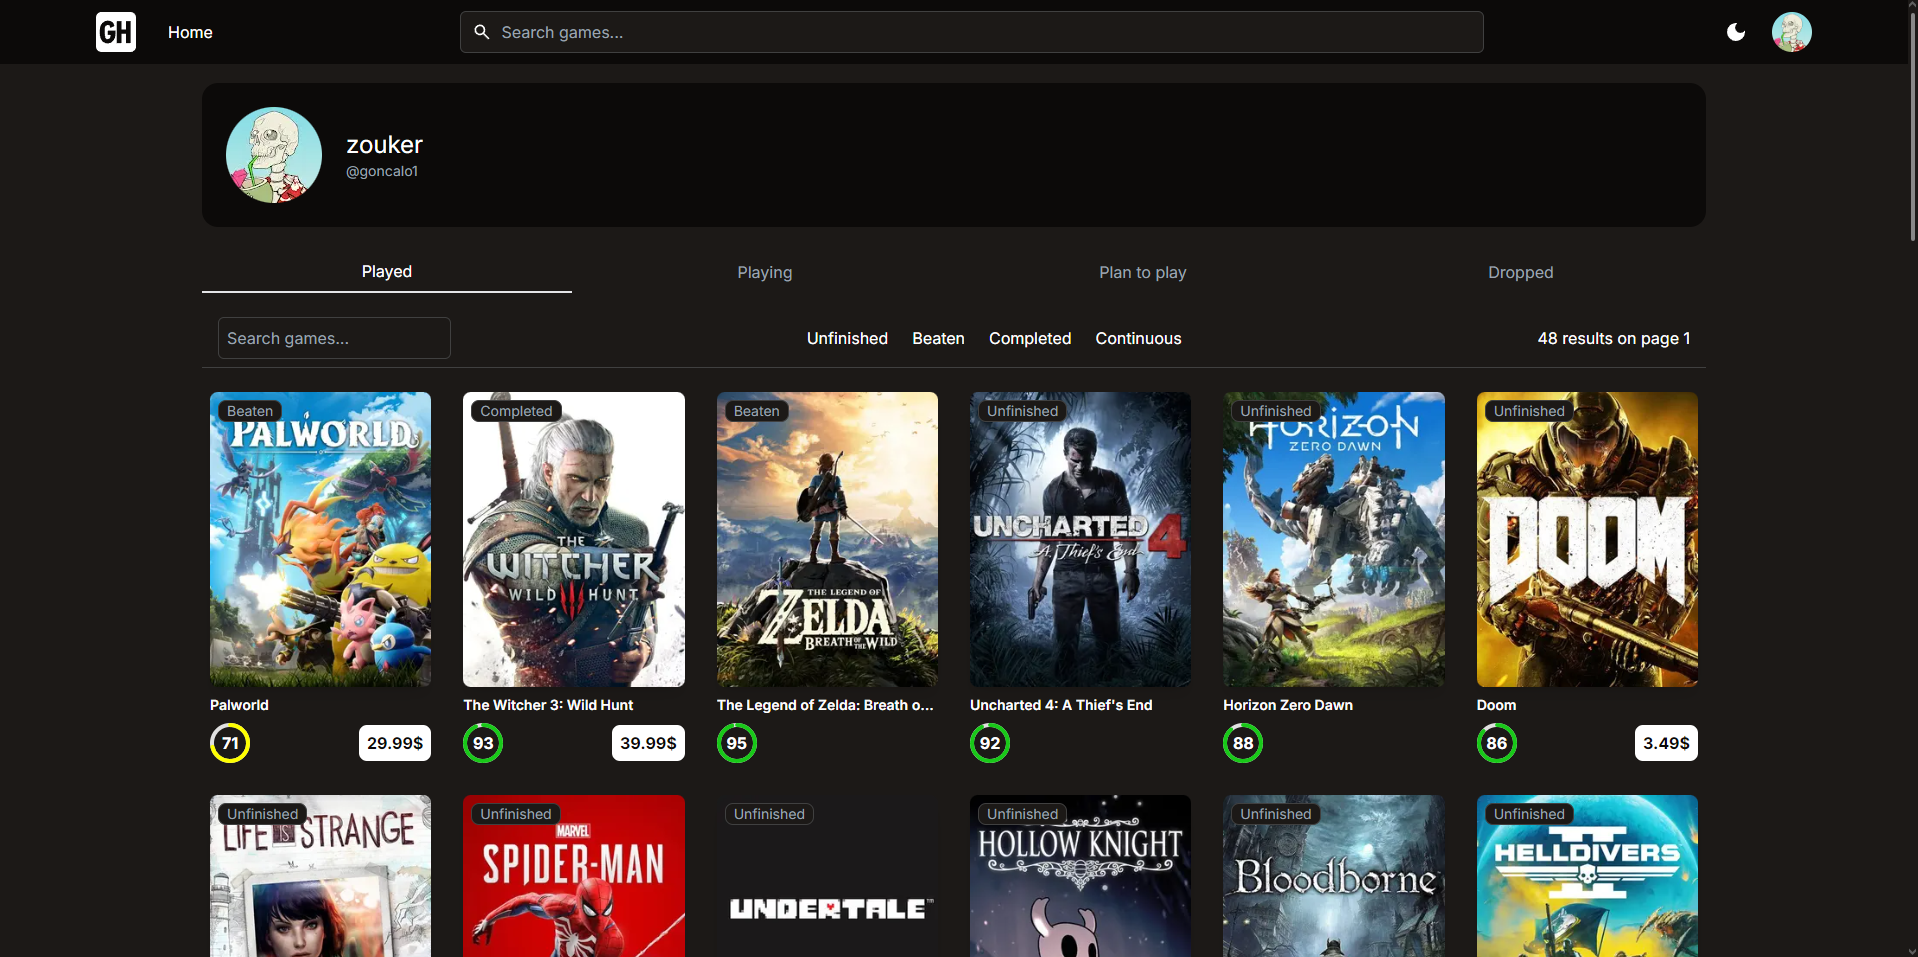 GH Home Search games...
zouker
@goncalo1
Played Playing Plan to play Dropped
Search games... Unfinished Beaten Completed Continuous 48 results on page 1
Beaten Completed Beaten Unfinished Unfinished Unfinished
PALWORLD
THE
WITCHER
WILD HUNT
THE LEGEND OF
ZELDA
BREATH OF THE WILD
UNCHARTED 4
A Thief's End
HORIZON
ZERO DAWN
DOOM
Palworld The Witcher 3: Wild Hunt The Legend of Zelda: Breath o... Uncharted 4: A Thief's End Horizon Zero Dawn Doom
71 29.99$ 93 39.99$ 95 92 88 86 3.49$
Unfinished Unfinished Unfinished Unfinished Unfinished Unfinished
LIFE IS STRANGE
MARVEL
SPIDER-MAN
UNDERTALE™
HOLLOW KNIGHT
Bloodborne
II
HELLDIVERS